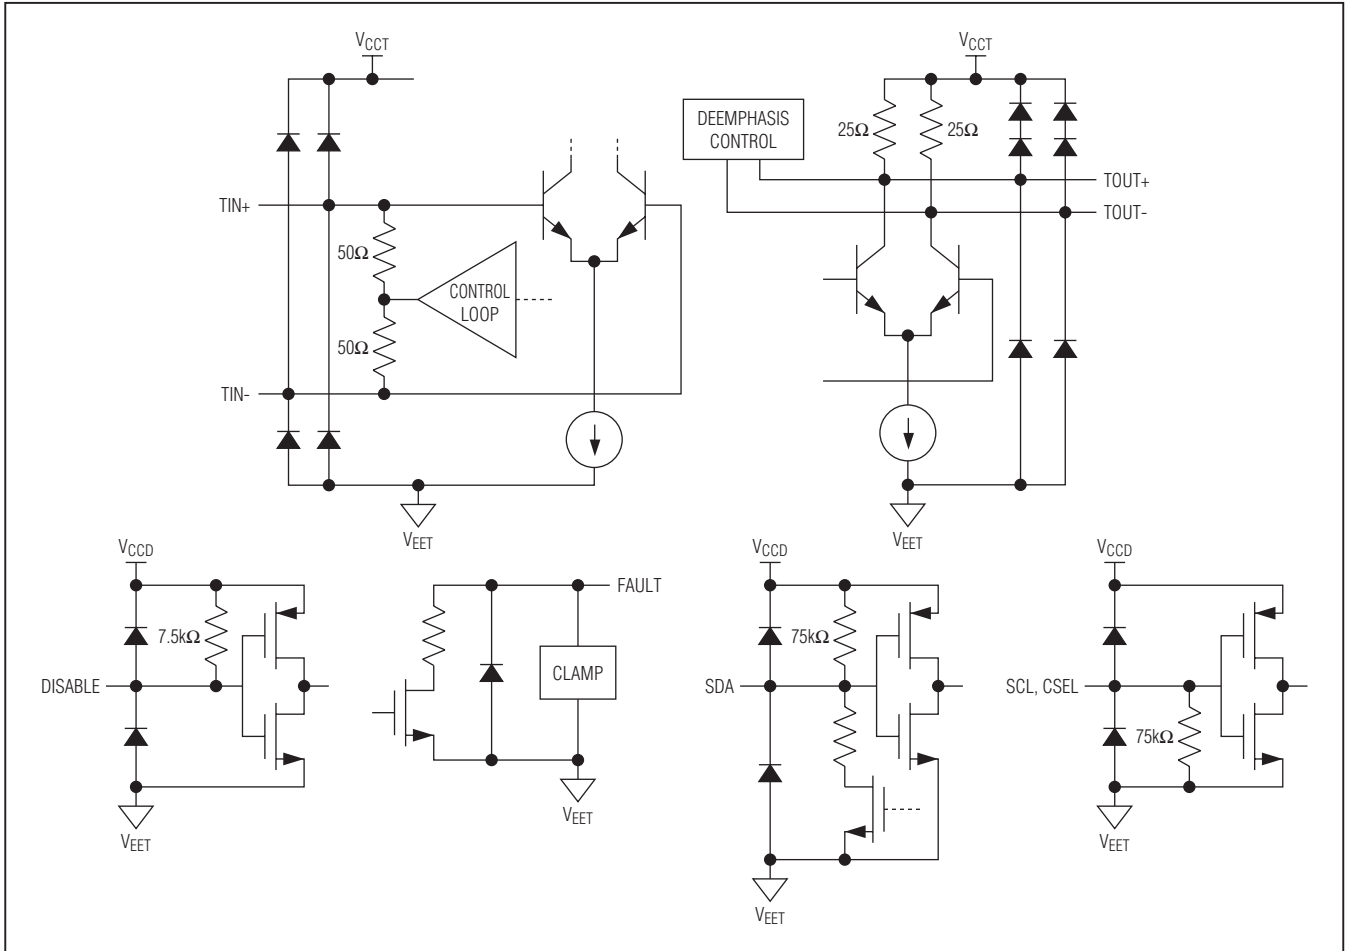 VCCT
TIN+
50Ω
CONTROL
LOOP
50Ω
TIN-
VEET
VCCT
DEEMPHASIS
CONTROL
25Ω
25Ω
TOUT+
TOUT-
VEET
VCCD
7.5kΩ
DISABLE
VEET
FAULT
CLAMP
VEET
VCCD
75kΩ
SDA
VEET
VCCD
SCL, CSEL
75kΩ
VEET